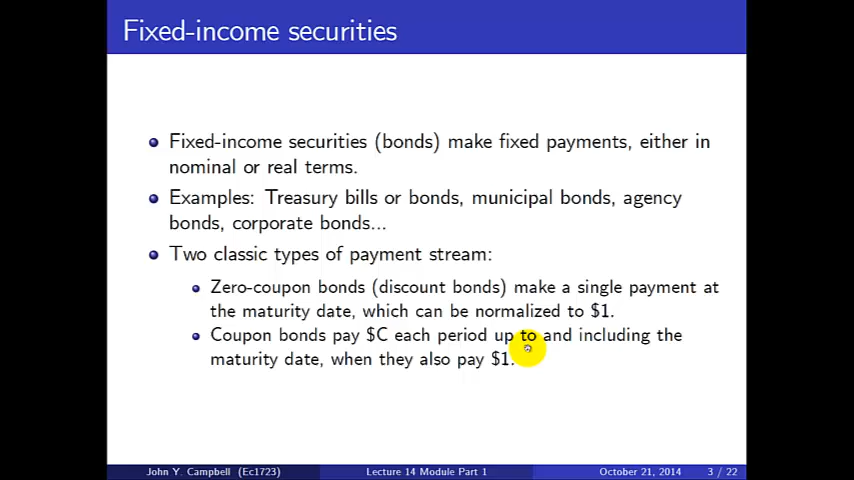 Fixed-income securities
Fixed-income securities (bonds) make fixed payments, either in
nominal or real terms.
Examples: Treasury bills or bonds, municipal bonds, agency
bonds, corporate bonds...
Two classic types of payment stream:
Zero-coupon bonds (discount bonds) make a single payment at
the maturity date, which can be normalized to $1.
Coupon bonds pay $C each period up to and including the
maturity date, when they also pay $1.
John Y. Campbell (Ec1723) Lecture 14 Module Part 1 October 21, 2014 3 / 22